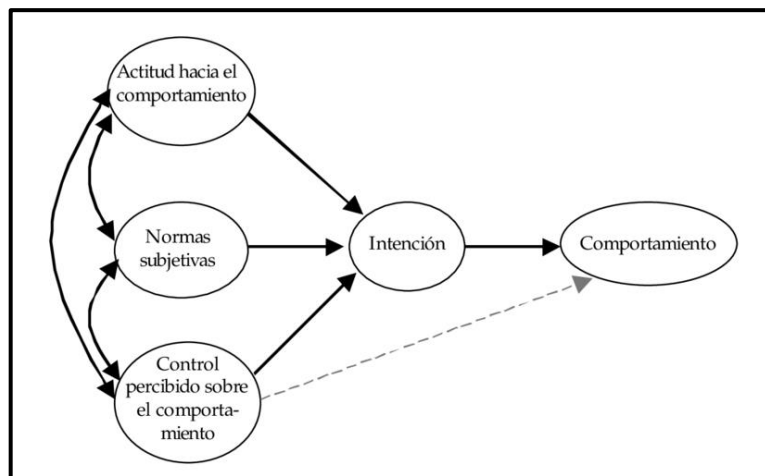 Actitud hacia el
comportamiento
Normas
subjetivas
Intención
Comportamiento
Control
percibido sobre
el comporta-
miento